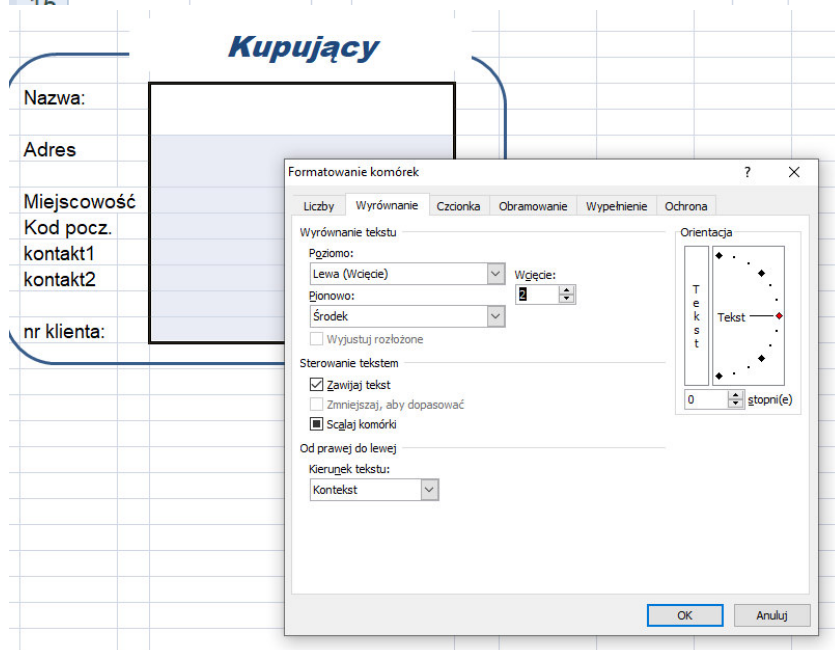 Kupujący
Nazwa:
Adres
Miejscowość
Kod pocz.
kontakt1
kontakt2
nr klienta:
Formatowanie komórek
?
Liczby Wyrównanie Czcionka Obramowanie Wypełnienie Ochrona
Wyrównanie tekstu
Poziomo:
Lewa (Wcięcie)
Wcięcie:
2
Pionowo:
Środek
Wyjustuj rozłożone
Sterowanie tekstem
Zawijaj tekst
Zmniejszaj, aby dopasować
Scalaj komórki
Od prawej do lewej
Kierunek tekstu:
Kontekst
Orientacja
Tekst
Tekst
0 stopni(e)
OK Anuluj